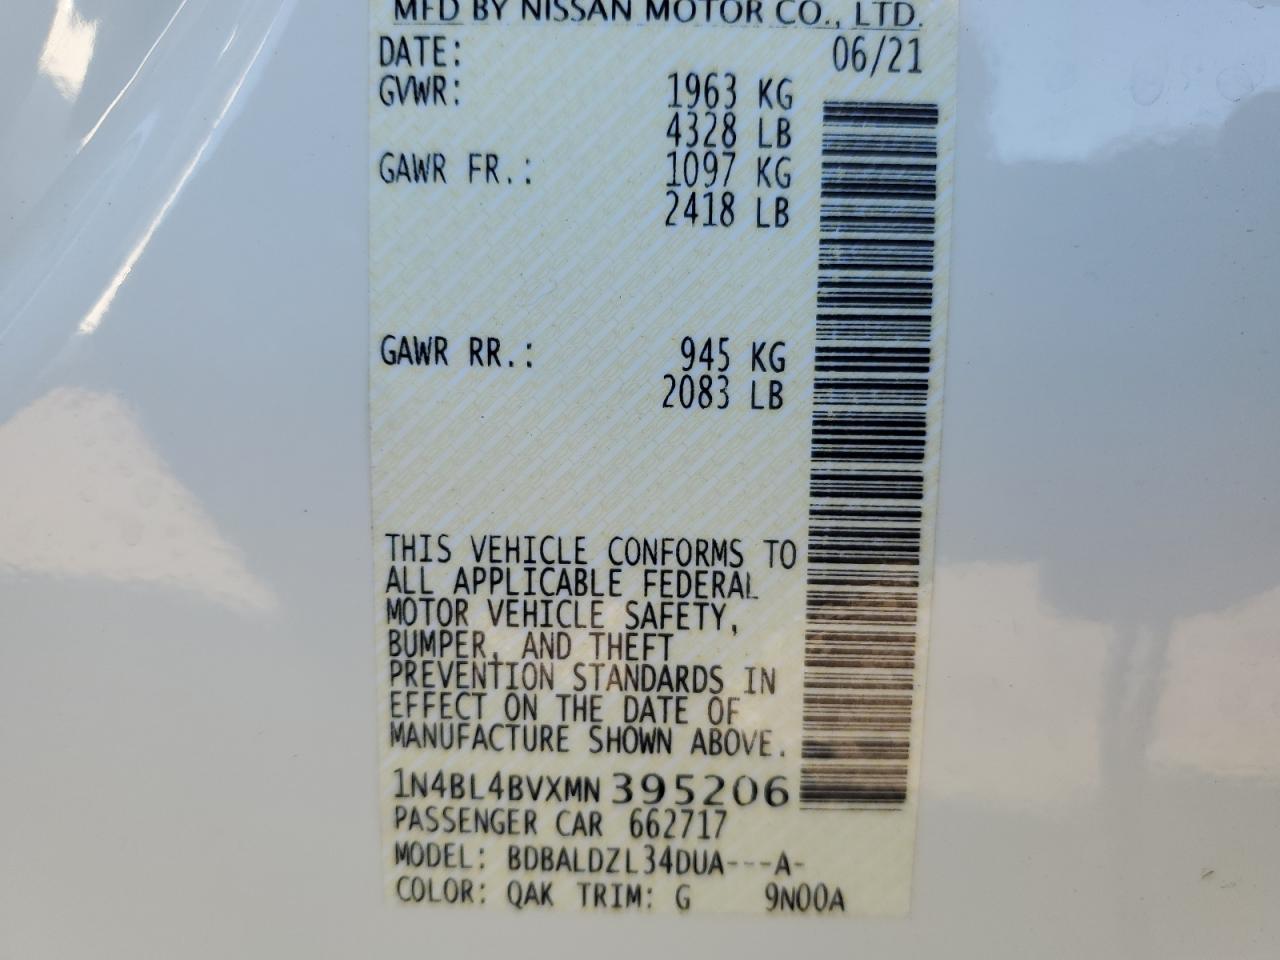 MFD BY NISSAN MOTOR CO., LTD.
DATE: 06/21
GVWR: 1963 KG
4328 LB
GAWR FR.: 1097 KG
2418 LB
GAWR RR.: 945 KG
2083 LB
THIS VEHICLE CONFORMS TO
ALL APPLICABLE FEDERAL
MOTOR VEHICLE SAFETY,
BUMPER, AND THEFT
PREVENTION STANDARDS IN
EFFECT ON THE DATE OF
MANUFACTURE SHOWN ABOVE.
1N4BL4BVXMN395206
PASSENGER CAR 662717
MODEL: BDBALDZL34DUA---A-
COLOR: QAK TRIM: G 9N00A